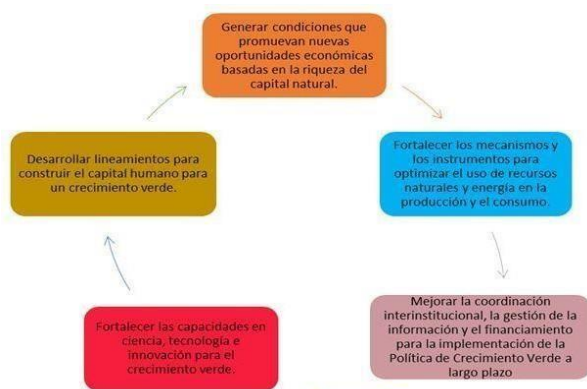 Generar condiciones que
promuevan nuevas
oportunidades económicas
basadas en la riqueza del
capital natural.
Desarrollar lineamientos para
construir el capital humano para
un crecimiento verde.
Fortalecer los mecanismos y
los instrumentos para
optimizar el uso de recursos
naturales y energía en la
producción y el consumo.
Fortalecer las capacidades en
ciencia, tecnología e
innovación para el
crecimiento verde.
Mejorar la coordinación
interinstitucional, la gestión de la
información y el financiamiento
para la implementación de la
Política de Crecimiento Verde a
largo plazo